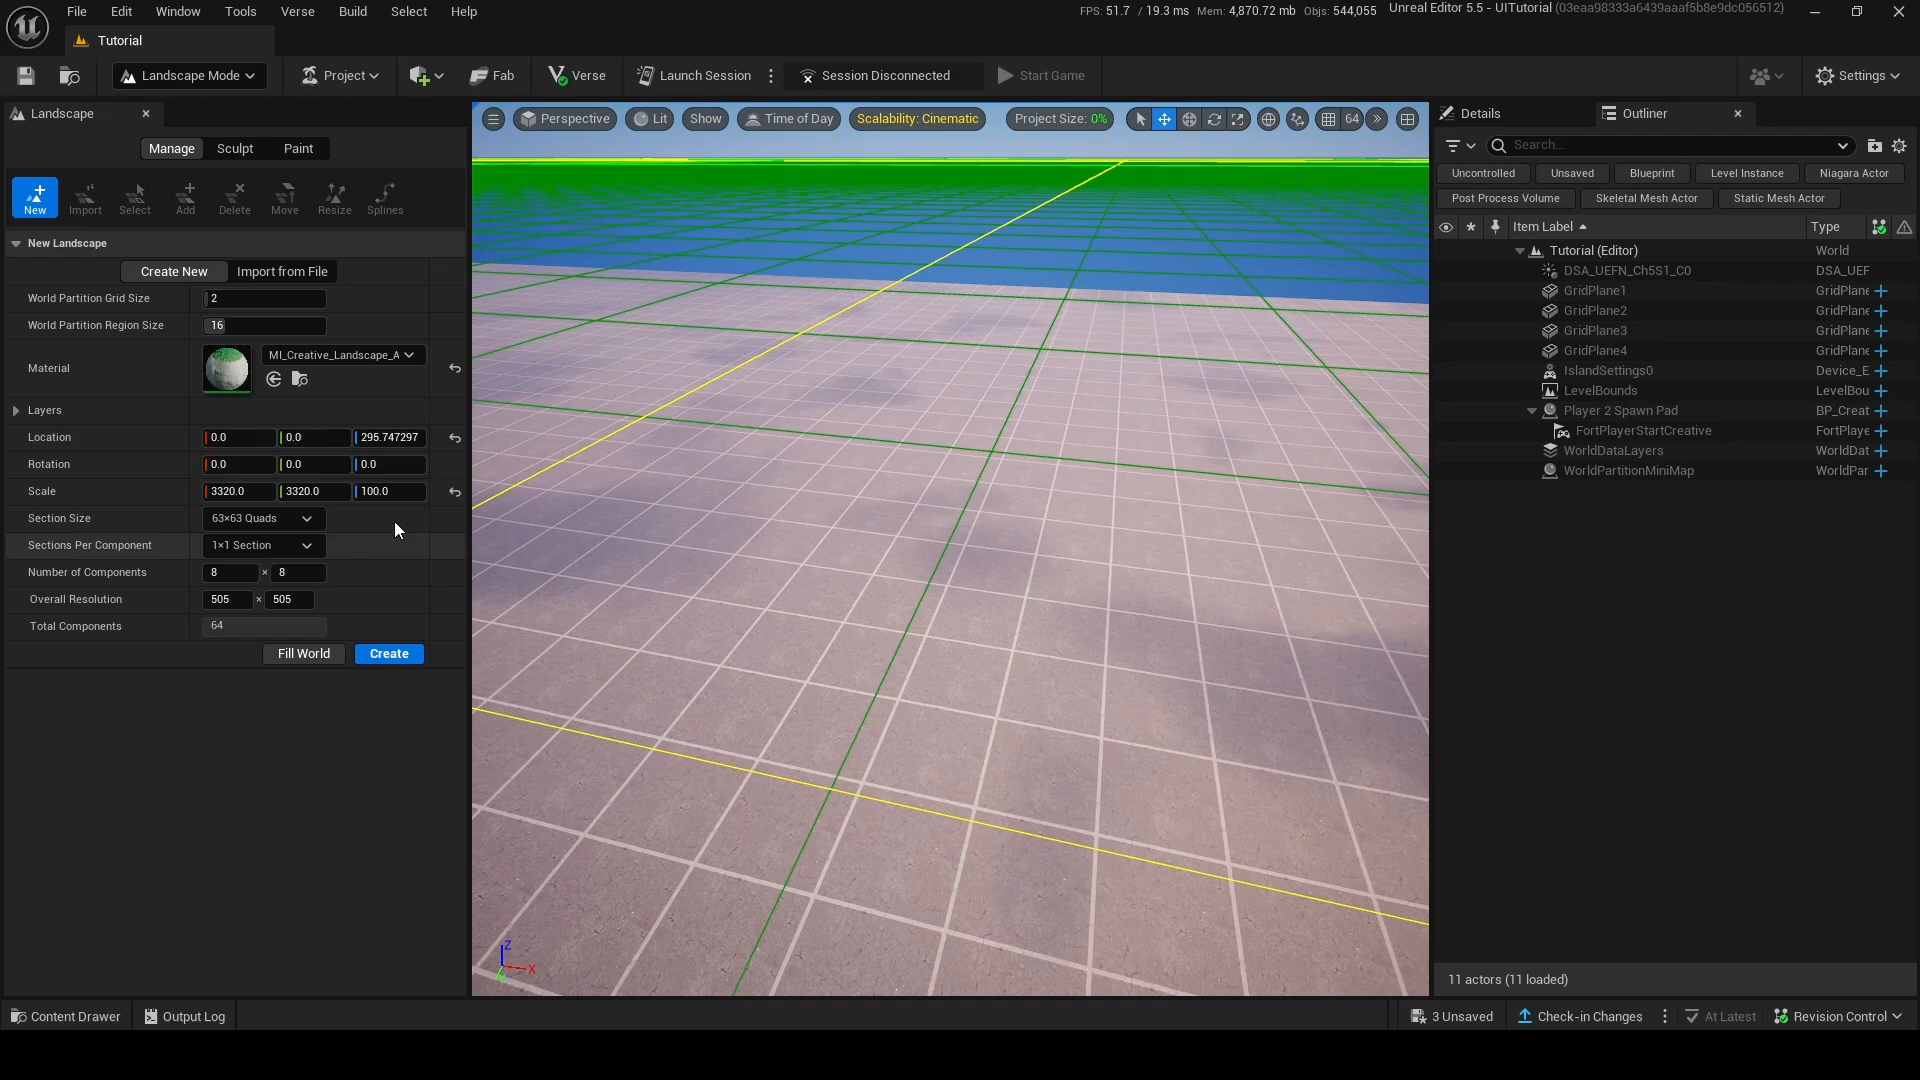 File Edit Window Tools Verse Build Select Help
FPS: 51.7 / 19.3 ms Mem: 4,870.72 mb Objs: 544,055 Unreal Editor 5.5 - UITutorial (03eaa98333a6439aaaf5b8e9dc056512)
Tutorial
Landscape Mode Project Fab Verse Launch Session Session Disconnected Start Game Settings
Landscape
Manage Sculpt Paint
New Import Select Add Delete Move Resize Splines
New Landscape
Create New Import from File
World Partition Grid Size 2
World Partition Region Size 16
Material MI_Creative_Landscape_A
Layers
Location 0.0 0.0 295.747297
Rotation 0.0 0.0 0.0
Scale 3320.0 3320.0 100.0
Section Size 63×63 Quads
Sections Per Component 1×1 Section
Number of Components 8 × 8
Overall Resolution 505 × 505
Total Components 64
Fill World Create
Perspective Lit Show Time of Day Scalability: Cinematic Project Size: 0% 64
Z
X
Details Outliner
Search...
Uncontrolled Unsaved Blueprint Level Instance Niagara Actor
Post Process Volume Skeletal Mesh Actor Static Mesh Actor
Item Label Type
Tutorial (Editor) World
DSA_UEFN_Ch5S1_C0 DSA_UEF
GridPlane1 GridPlane
GridPlane2 GridPlane
GridPlane3 GridPlane
GridPlane4 GridPlane
IslandSettings0 Device_E
LevelBounds LevelBou
Player 2 Spawn Pad BP_Creat
FortPlayerStartCreative FortPlaye
WorldDataLayers WorldDat
WorldPartitionMiniMap WorldPar
11 actors (11 loaded)
Content Drawer Output Log 3 Unsaved Check-in Changes At Latest Revision Control